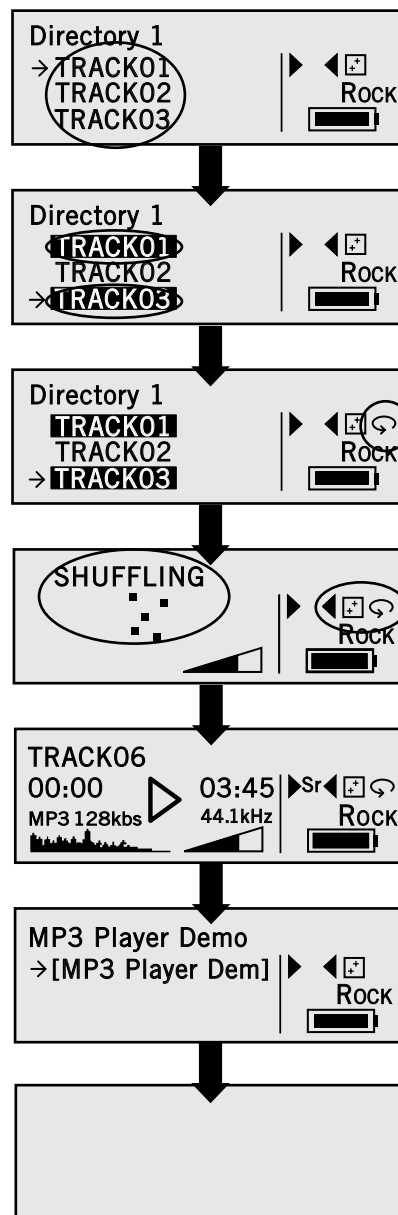 Directory 1
→ TRACK01
TRACK02
TRACK03
ROCK
Directory 1
TRACK01
TRACK02
→ TRACK03
ROCK
Directory 1
TRACK01
TRACK02
→ TRACK03
ROCK
SHUFFLING
ROCK
TRACK06
00:00 03:45 Sr
MP3 128kbs 44.1kHz
ROCK
MP3 Player Demo
→ [MP3 Player Dem]
ROCK